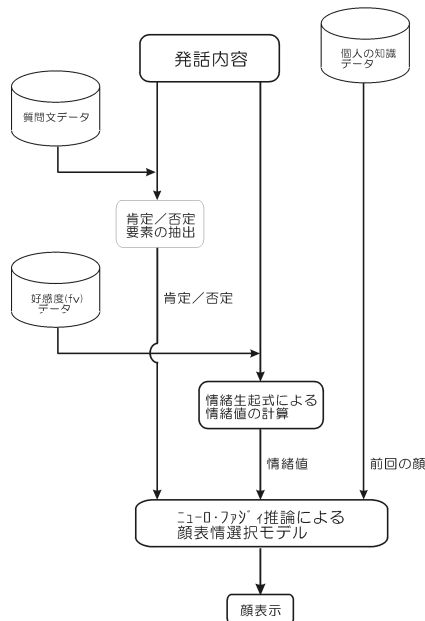 発話内容
個人の知識
データ
質問文データ
肯定／否定
要素の抽出
肯定／否定
好感度(fv)
データ
情緒生起式による
情緒値の計算
情緒値
前回の顔
ﾆｭｰﾛ･ﾌｧｼﾞｨ推論による
顔表情選択モデル
顔表示